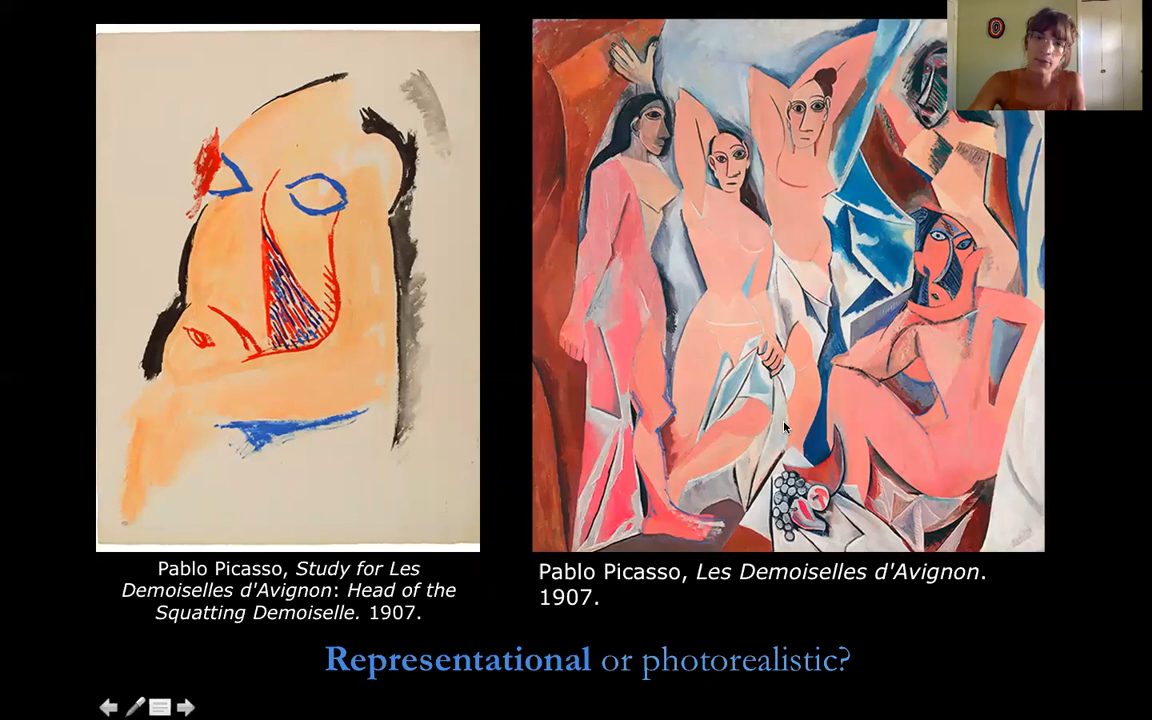 Pablo Picasso, Study for Les
Demoiselles d'Avignon: Head of the
Squatting Demoiselle. 1907.
Pablo Picasso, Les Demoiselles d'Avignon.
1907.
Representational or photorealistic?